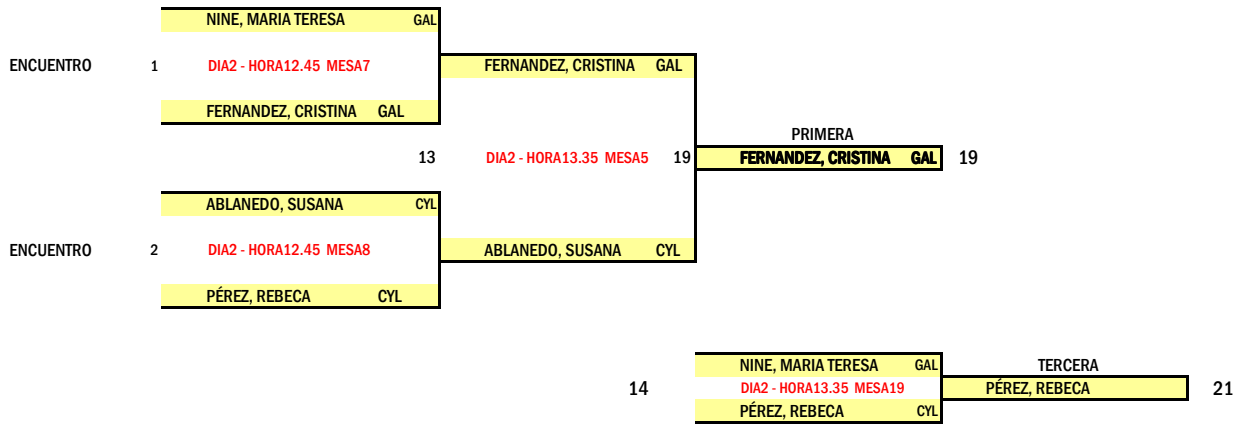 NINE, MARIA TERESA GAL
ENCUENTRO 1 DIA2 - HORA12.45 MESA7 FERNANDEZ, CRISTINA GAL
FERNANDEZ, CRISTINA GAL
PRIMERA
13 DIA2 - HORA13.35 MESA5 19 FERNANDEZ, CRISTINA GAL 19
ABLANEDO, SUSANA CYL
ENCUENTRO 2 DIA2 - HORA12.45 MESA8 ABLANEDO, SUSANA CYL
PÉREZ, REBECA CYL
NINE, MARIA TERESA GAL TERCERA
14 DIA2 - HORA13.35 MESA19 PÉREZ, REBECA 21
PÉREZ, REBECA CYL